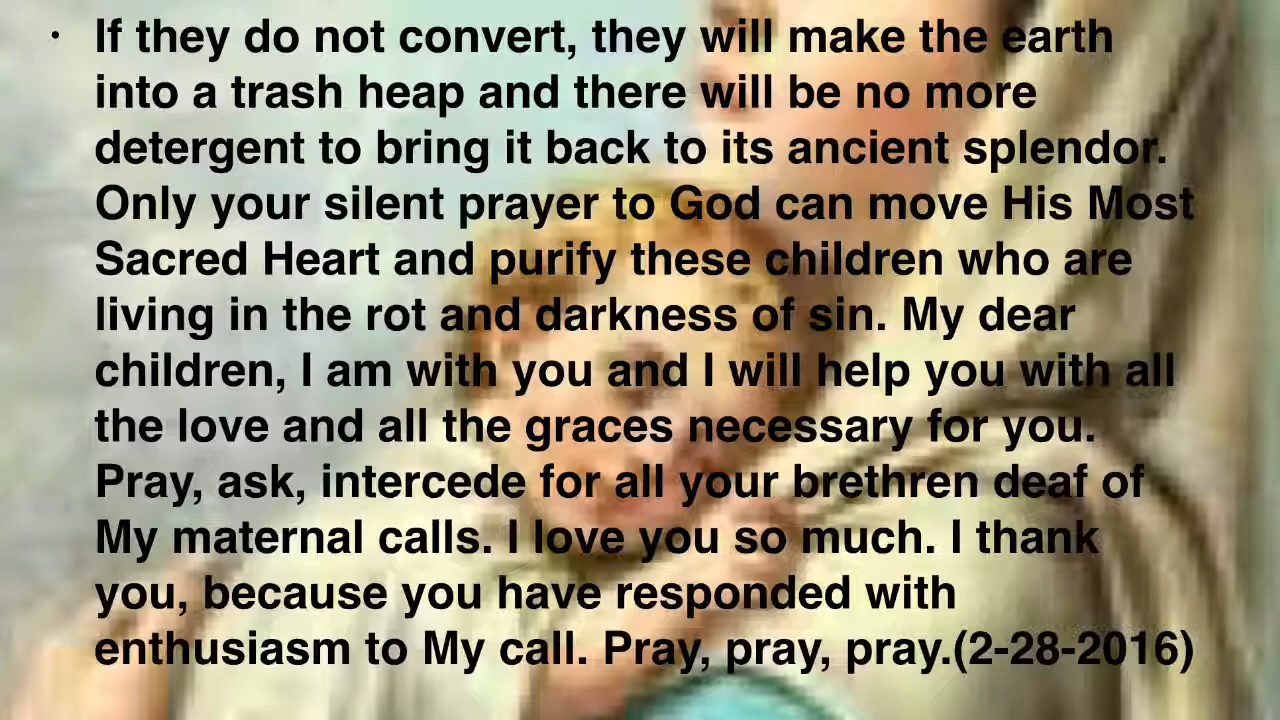 • If they do not convert, they will make the earth
into a trash heap and there will be no more
detergent to bring it back to its ancient splendor.
Only your silent prayer to God can move His Most
Sacred Heart and purify these children who are
living in the rot and darkness of sin. My dear
children, I am with you and I will help you with all
the love and all the graces necessary for you.
Pray, ask, intercede for all your brethren deaf of
My maternal calls. I love you so much. I thank
you, because you have responded with
enthusiasm to My call. Pray, pray, pray.(2-28-2016)